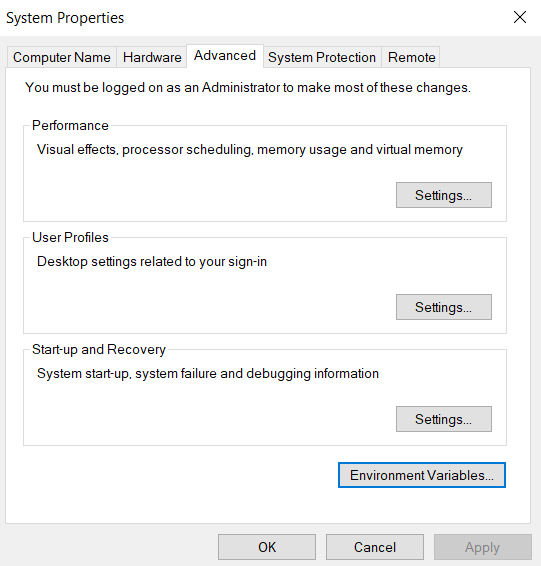 System Properties
Computer Name
Hardware
Advanced
System Protection
Remote
You must be logged on as an Administrator to make most of these changes.
Performance
Visual effects, processor scheduling, memory usage and virtual memory
Settings...
User Profiles
Desktop settings related to your sign-in
Settings...
Start-up and Recovery
System start-up, system failure and debugging information
Settings...
Environment Variables...
OK
Cancel
Apply